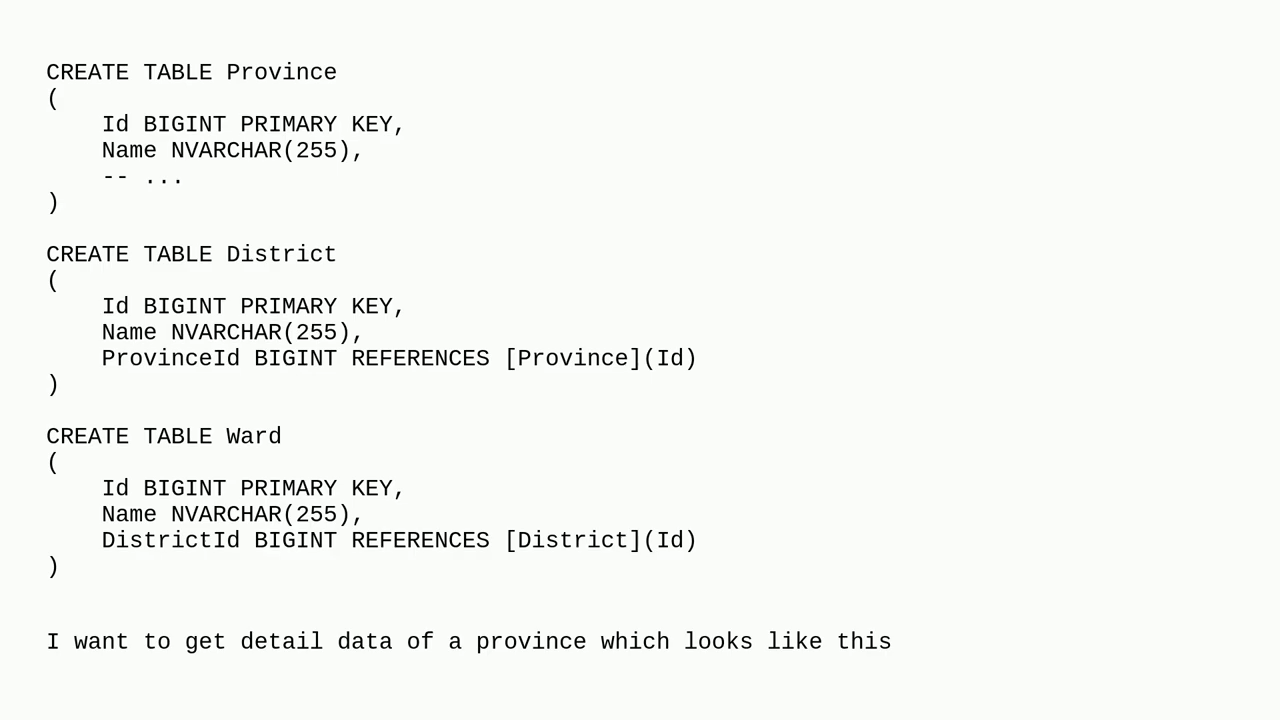 CREATE TABLE Province
(
    Id BIGINT PRIMARY KEY,
    Name NVARCHAR(255),
    -- ...
)

CREATE TABLE District
(
    Id BIGINT PRIMARY KEY,
    Name NVARCHAR(255),
    ProvinceId BIGINT REFERENCES [Province](Id)
)

CREATE TABLE Ward
(
    Id BIGINT PRIMARY KEY,
    Name NVARCHAR(255),
    DistrictId BIGINT REFERENCES [District](Id)
)

I want to get detail data of a province which looks like this